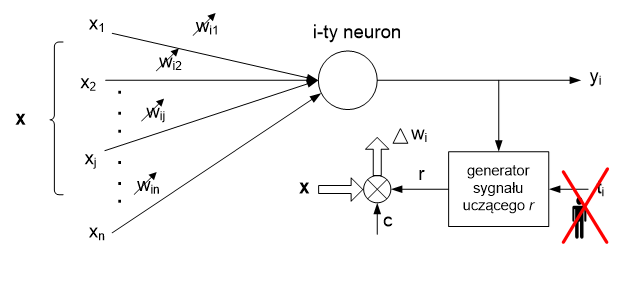 x1
wi1
i-ty neuron
wi2
x2
yi
x
wij
Δ wi
xj
generator
sygnału
uczącego r
x
r
ti
win
c
xn